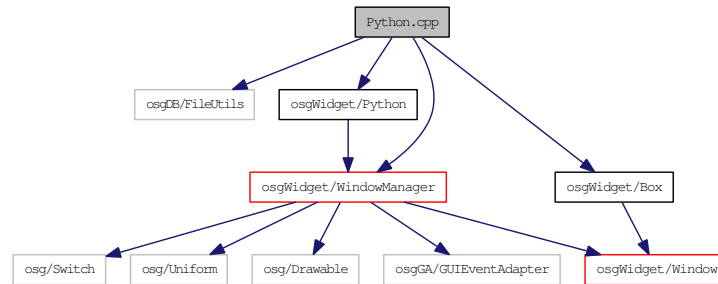 Python.cpp
osgDB/FileUtils
osgWidget/Python
osgWidget/WindowManager
osgWidget/Box
osg/Switch
osg/Uniform
osg/Drawable
osgGA/GUIEventAdapter
osgWidget/Window